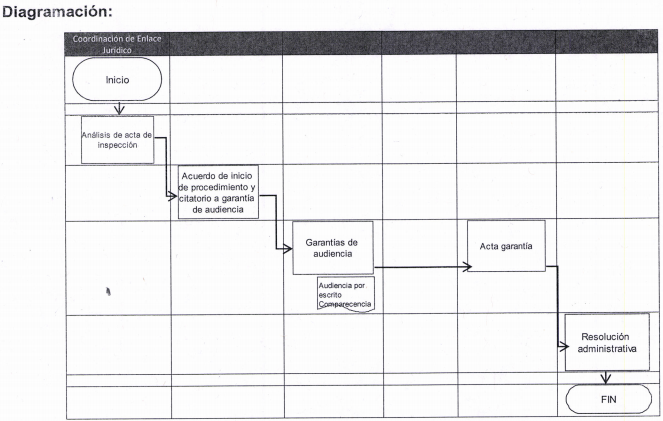 Diagramación:
Coordinación de Enlace
Jurídico
Inicio
Análisis de acta de
inspección
Acuerdo de inicio
de procedimiento y
citatorio a garantía
de audiencia
Garantías de
audiencia
Acta garantía
Audiencia por
escrito
Comparecencia
Resolución
administrativa
FIN